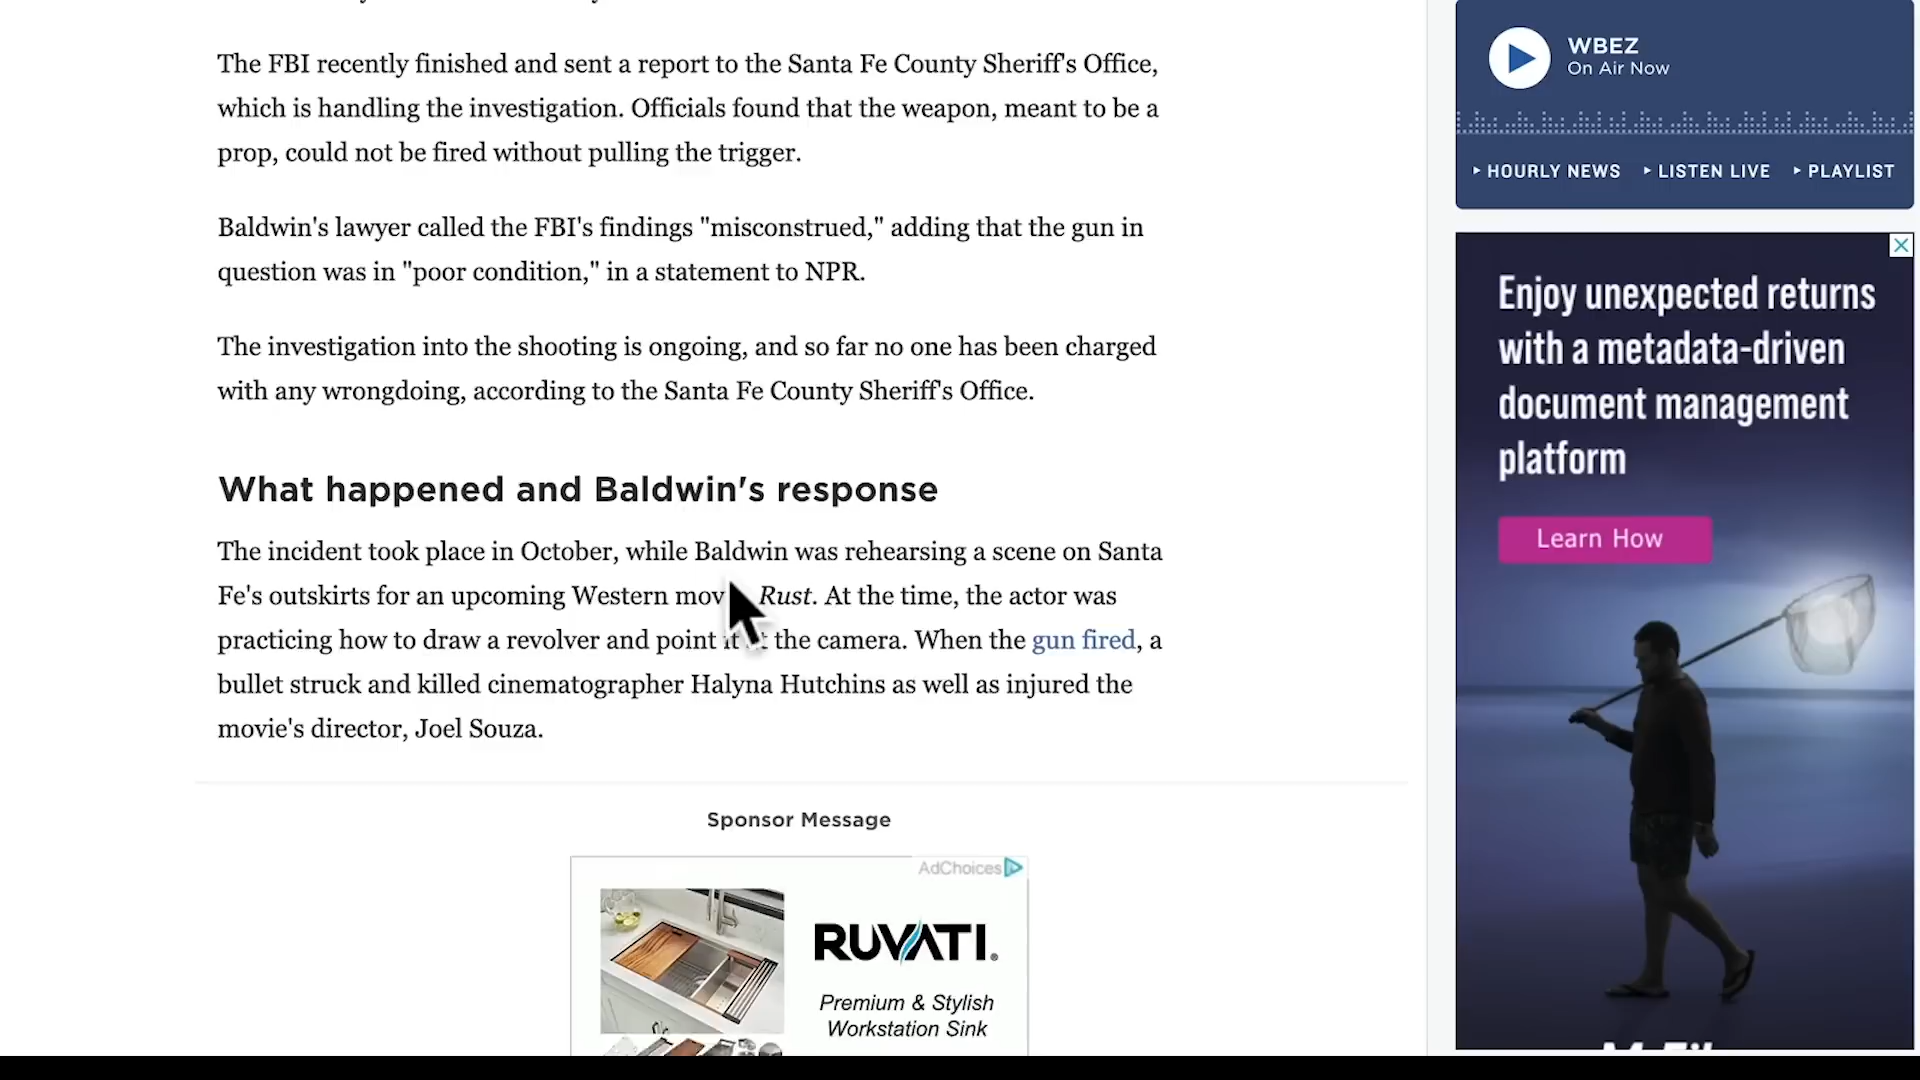 The FBI recently finished and sent a report to the Santa Fe County Sheriff's Office,
which is handling the investigation. Officials found that the weapon, meant to be a
prop, could not be fired without pulling the trigger.
Baldwin's lawyer called the FBI's findings "misconstrued," adding that the gun in
question was in "poor condition," in a statement to NPR.
The investigation into the shooting is ongoing, and so far no one has been charged
with any wrongdoing, according to the Santa Fe County Sheriff's Office.
What happened and Baldwin's response
The incident took place in October, while Baldwin was rehearsing a scene on Santa
Fe's outskirts for an upcoming Western mov Rust. At the time, the actor was
practicing how to draw a revolver and point it the camera. When the gun fired, a
bullet struck and killed cinematographer Halyna Hutchins as well as injured the
movie's director, Joel Souza.
Sponsor Message
AdChoices
RUVATI.
Premium & Stylish
Workstation Sink
WBEZ
On Air Now
HOURLY NEWS LISTEN LIVE PLAYLIST
Enjoy unexpected returns
with a metadata-driven
document management
platform
Learn How